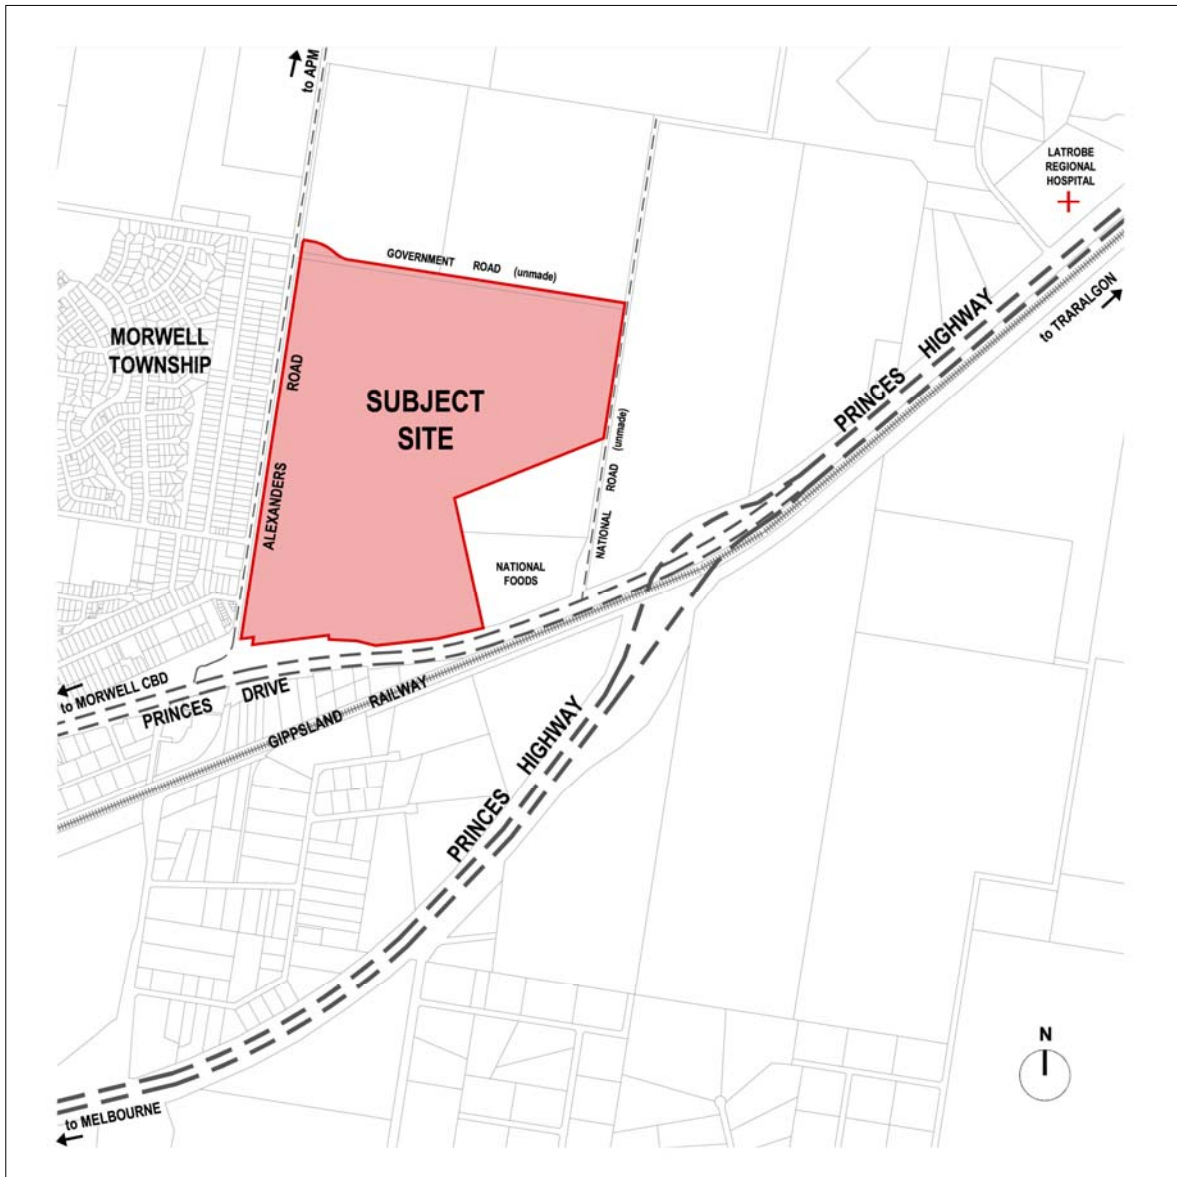 to APM
LATROBE
REGIONAL
HOSPITAL
GOVERNMENT ROAD (unmade)
to TRARALGON
PRINCES HIGHWAY
MORWELL
TOWNSHIP
ALEXANDERS ROAD
SUBJECT
SITE
NATIONAL ROAD (unmade)
NATIONAL
FOODS
to MORWELL CBD
PRINCES DRIVE
GIPPSLAND RAILWAY
PRINCES HIGHWAY
N
to MELBOURNE